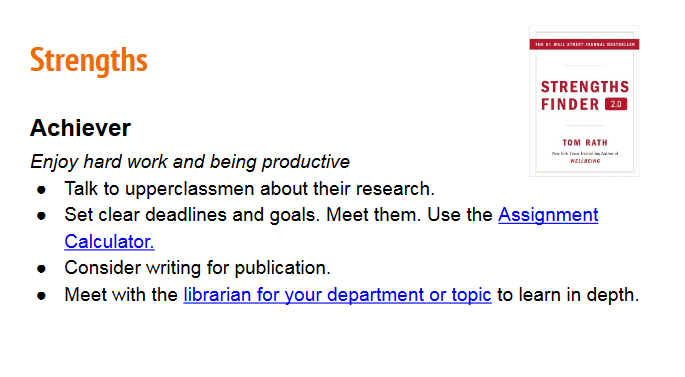 Strengths
THE #1 WALL STREET JOURNAL BESTSELLER
STRENGTHS
FINDER 2.0
TOM RATH
New York Times Bestselling Author of
WELLBEING
Achiever
Enjoy hard work and being productive
● Talk to upperclassmen about their research.
● Set clear deadlines and goals. Meet them. Use the Assignment
Calculator.
● Consider writing for publication.
● Meet with the librarian for your department or topic to learn in depth.